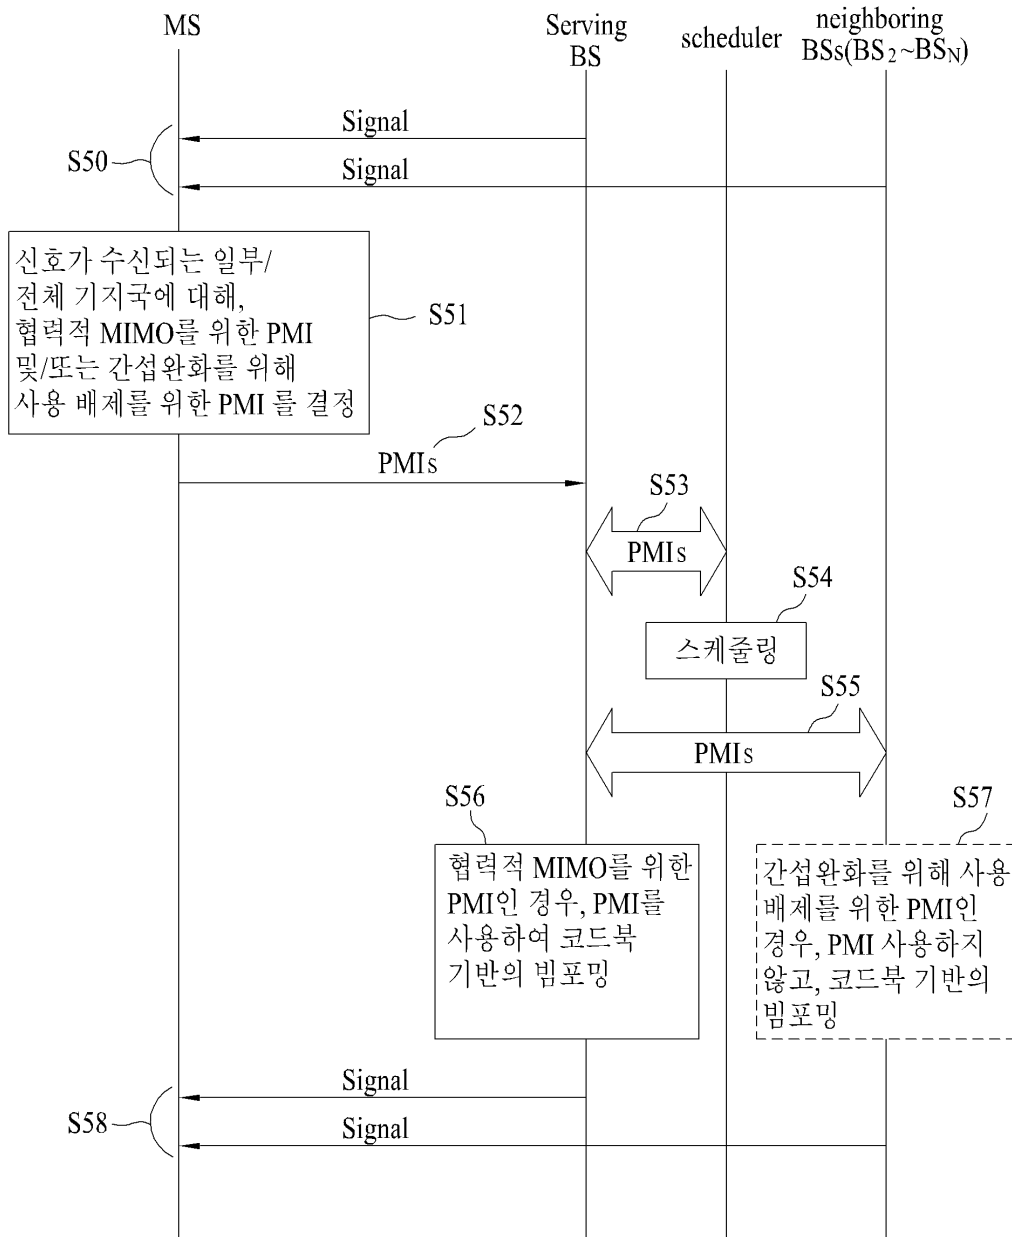 MS
Serving
BS
scheduler
neighboring
BSs(BS2~BSN)
Signal
S50
Signal
신호가 수신되는 일부/
전체 기지국에 대해,
협력적 MIMO를 위한 PMI
및/또는 간섭완화를 위해
사용 배제를 위한 PMI 를 결정
S51
S52
PMIs
S53
PMIs
S54
스케줄링
S55
PMIs
S56
협력적 MIMO를 위한
PMI인 경우, PMI를
사용하여 코드북
기반의 빔포밍
S57
간섭완화를 위해 사용
배제를 위한 PMI인
경우, PMI 사용하지
않고, 코드북 기반의
빔포밍
Signal
S58
Signal